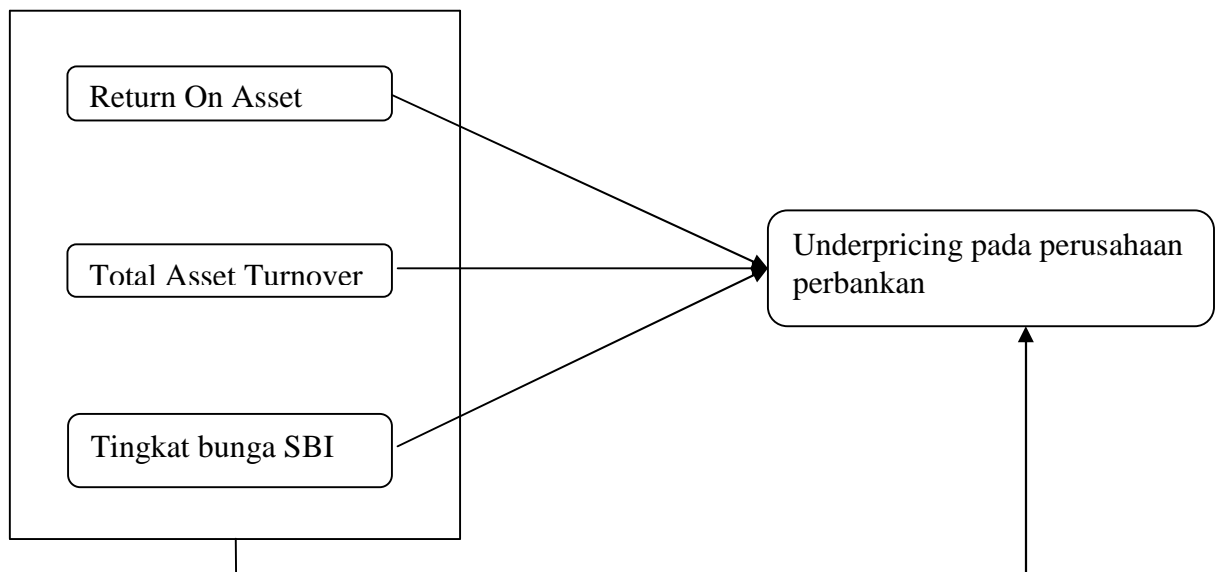 Return On Asset
Underpricing pada perusahaan
perbankan
Total Asset Turnover
Tingkat bunga SBI